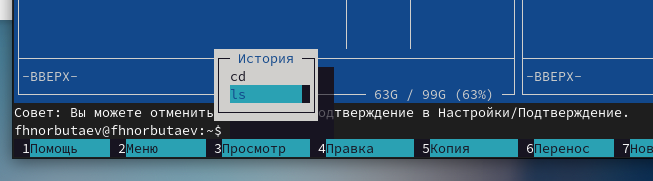 История
cd
-ВВЕРХ- ls -ВВЕРХ-
63G / 99G (63%)
Совет: Вы можете отменить дтверждение в Настройки/Подтверждение.
fhnorbutaev@fhnorbutaev:~$
1Помощь 2Меню 3Просмотр 4Правка 5Копия 6Перенос 7Нов